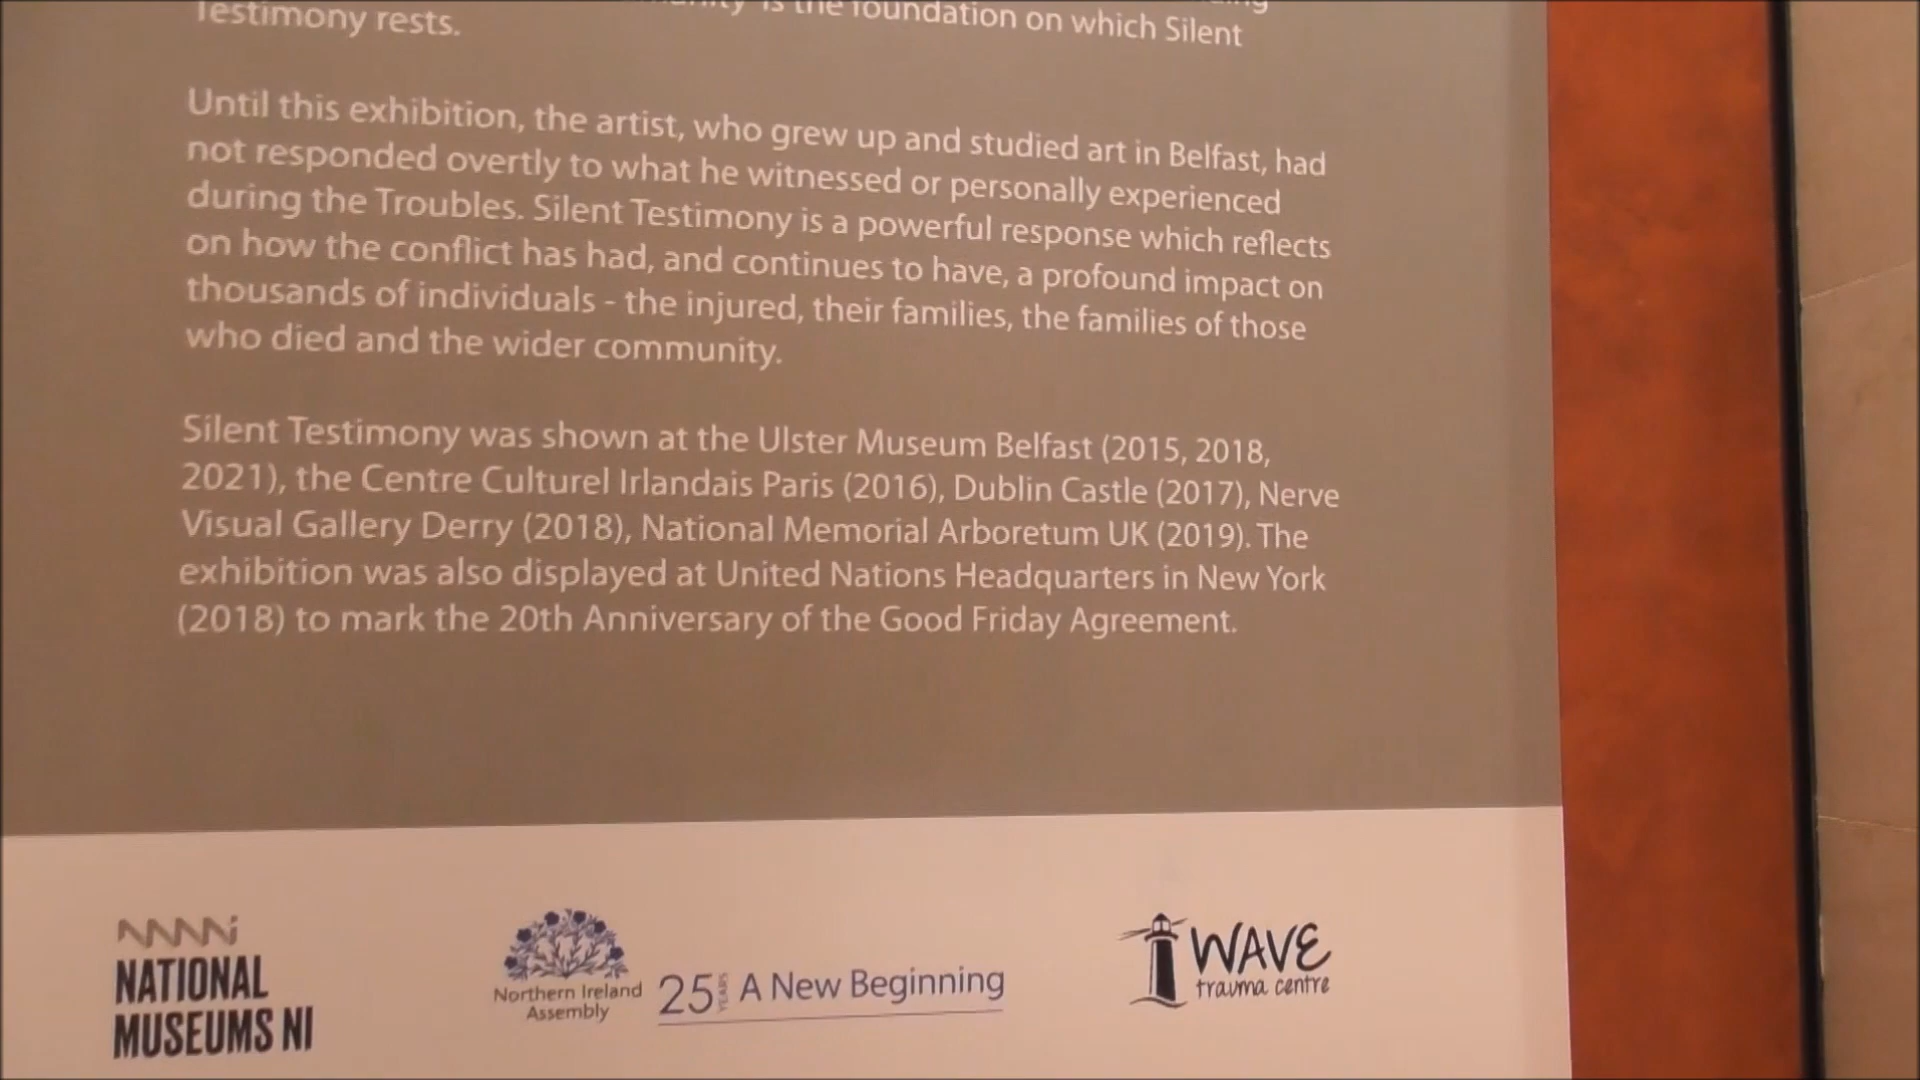 is the foundation on which Silent
Testimony rests.
Until this exhibition, the artist, who grew up and studied art in Belfast, had
not responded overtly to what he witnessed or personally experienced
during the Troubles. Silent Testimony is a powerful response which reflects
on how the conflict has had, and continues to have, a profound impact on
thousands of individuals - the injured, their families, the families of those
who died and the wider community.
Silent Testimony was shown at the Ulster Museum Belfast (2015, 2018,
2021), the Centre Culturel Irlandais Paris (2016), Dublin Castle (2017), Nerve
Visual Gallery Derry (2018), National Memorial Arboretum UK (2019). The
exhibition was also displayed at United Nations Headquarters in New York
(2018) to mark the 20th Anniversary of the Good Friday Agreement.
NATIONAL
MUSEUMS NI
Northern Ireland
Assembly
25 YEARS A New Beginning
WAVE
trauma centre